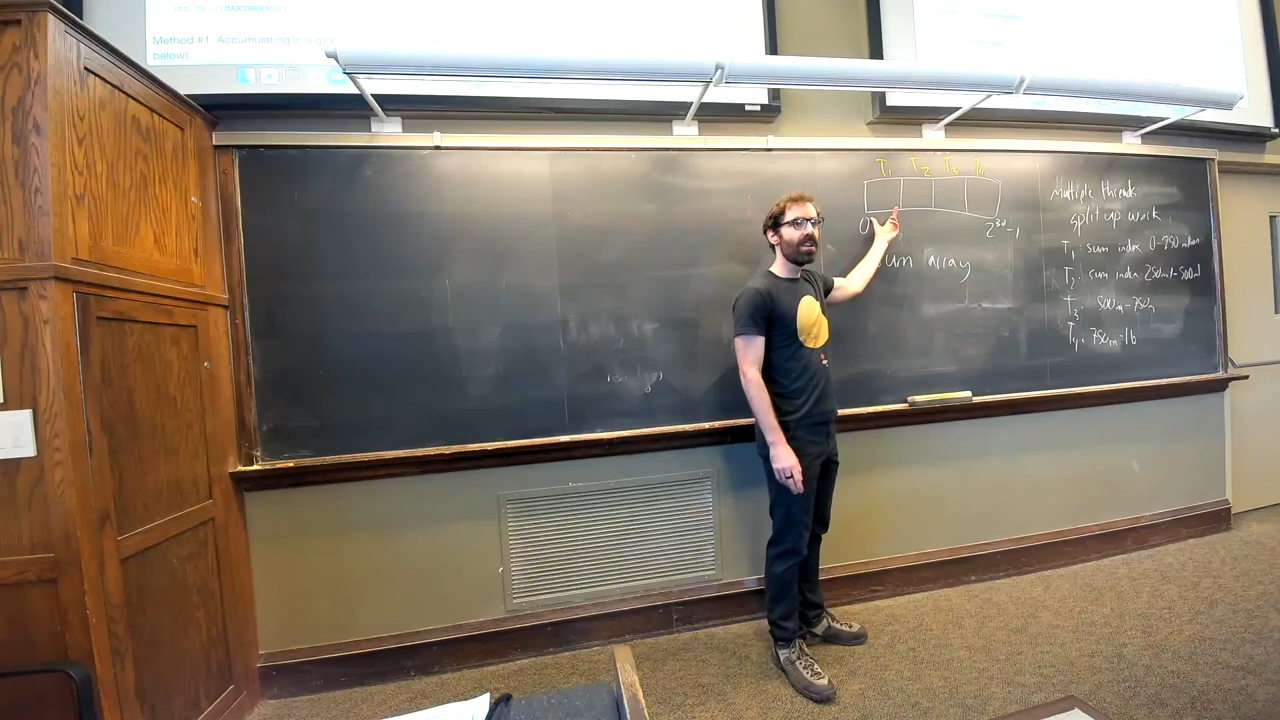 Method #1: Accumulating in a
below)
T1 T2 T3 T4
0 2^30-1
sum array
Multiple threads
split up work
T1: sum index 0-250 million
T2: sum index 250mil-500mil
T3: 500m-750m
T4: 750m-1b